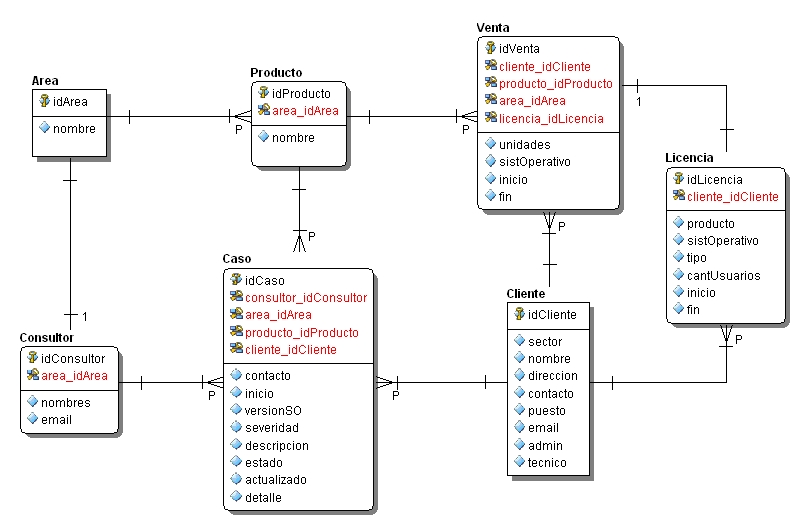 Area
idArea
nombre
Producto
idProducto
area_idArea
nombre
Venta
idVenta
cliente_idCliente
producto_idProducto
area_idArea
licencia_idLicencia
unidades
sistOperativo
inicio
fin
Licencia
idLicencia
cliente_idCliente
producto
sistOperativo
tipo
cantUsuarios
inicio
fin
Caso
idCaso
consultor_idConsultor
area_idArea
producto_idProducto
cliente_idCliente
contacto
inicio
versionSO
severidad
descripcion
estado
actualizado
detalle
Cliente
idCliente
sector
nombre
direccion
contacto
puesto
email
admin
tecnico
Consultor
idConsultor
area_idArea
nombres
email
P
P
1
P
P
1
P
P
P